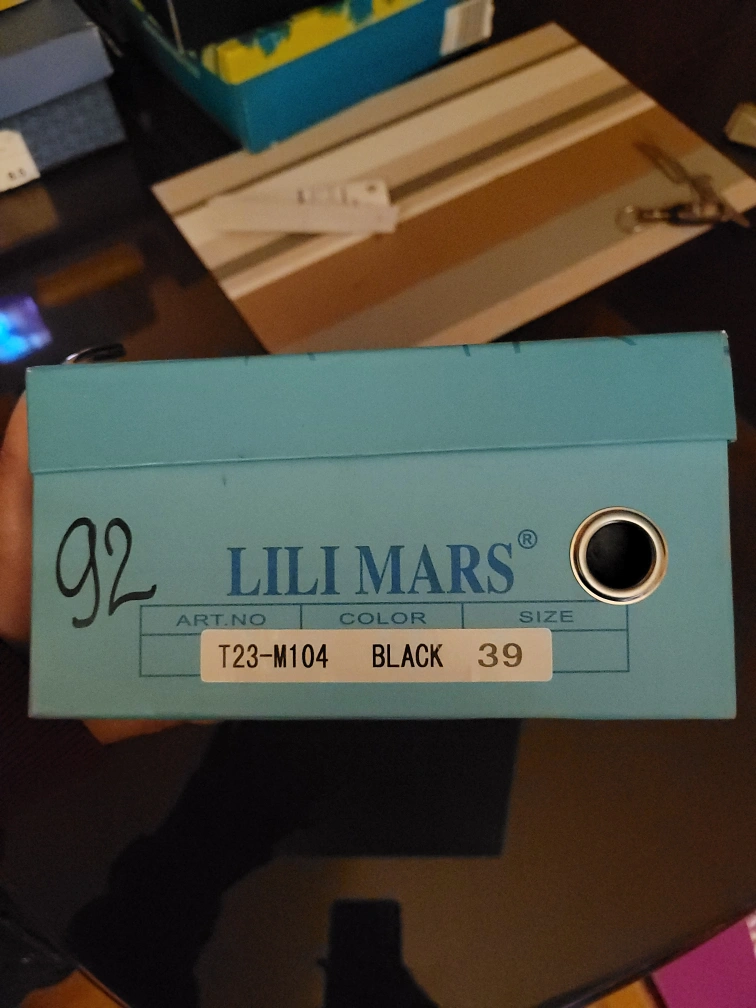 92
LILI MARS®
ART.NO COLOR SIZE
T23-M104 BLACK 39